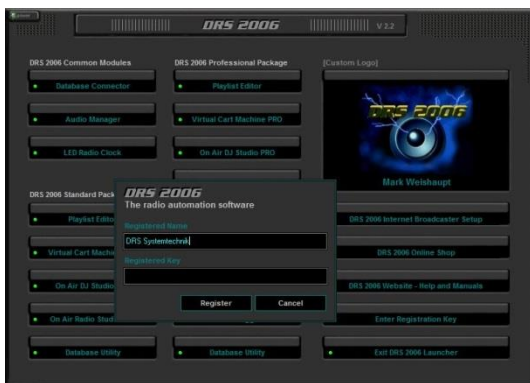 DRS 2006
V 2.2
DRS 2006 Common Modules
Database Connector
Audio Manager
LED Radio Clock
DRS 2006 Professional Package
Playlist Editor
Virtual Cart Machine PRO
On Air DJ Studio PRO
[Custom Logo]
DRS 2006
Mark Weishaupt
DRS 2006 Standard Pack
Playlist Edito
Virtual Cart Machi
On Air DJ Studio
On Air Radio Stud
Database Utility
Database Utility
DRS 2006
The radio automation software
Registered Name
DRS Systemtechnik
Registered Key
Register
Cancel
DRS 2006 Internet Broadcaster Setup
DRS 2006 Online Shop
DRS 2006 Website - Help and Manuals
Enter Registration Key
Exit DRS 2006 Launcher